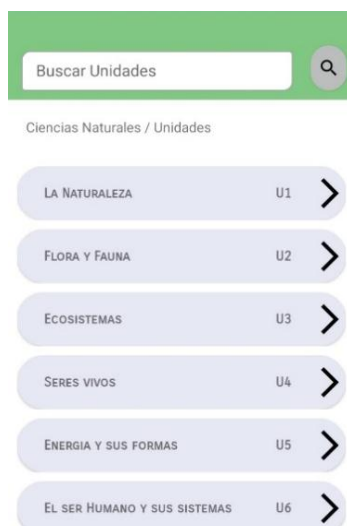 Buscar Unidades
Ciencias Naturales / Unidades
La Naturaleza U1
Flora y Fauna U2
Ecosistemas U3
Seres vivos U4
Energia y sus formas U5
El ser Humano y sus sistemas U6